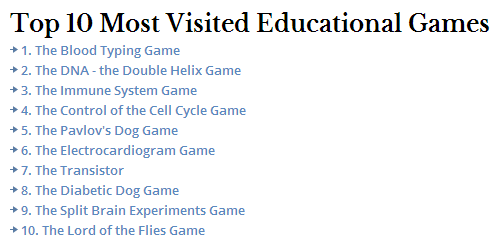 Top 10 Most Visited Educational Games
1. The Blood Typing Game
2. The DNA - the Double Helix Game
3. The Immune System Game
4. The Control of the Cell Cycle Game
5. The Pavlov's Dog Game
6. The Electrocardiogram Game
7. The Transistor
8. The Diabetic Dog Game
9. The Split Brain Experiments Game
10. The Lord of the Flies Game